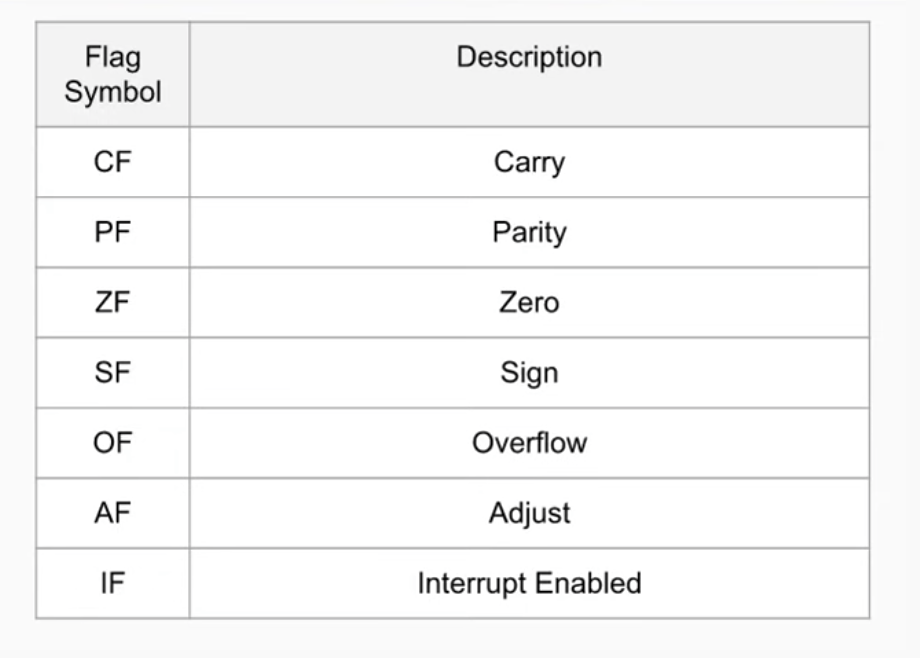 Flag
Symbol
Description
CF
Carry
PF
Parity
ZF
Zero
SF
Sign
OF
Overflow
AF
Adjust
IF
Interrupt Enabled